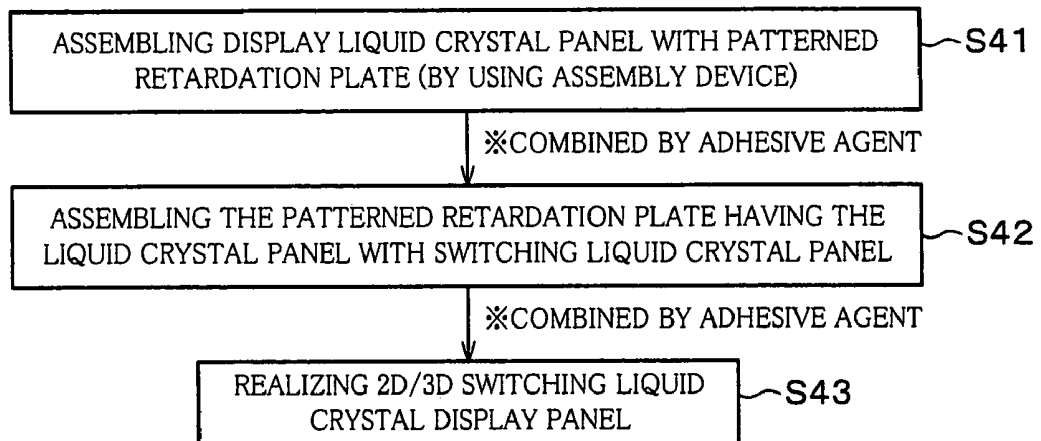 ASSEMBLING DISPLAY LIQUID CRYSTAL PANEL WITH PATTERNED
RETARDATION PLATE (BY USING ASSEMBLY DEVICE)
S41
※COMBINED BY ADHESIVE AGENT
ASSEMBLING THE PATTERNED RETARDATION PLATE HAVING THE
LIQUID CRYSTAL PANEL WITH SWITCHING LIQUID CRYSTAL PANEL
S42
※COMBINED BY ADHESIVE AGENT
REALIZING 2D/3D SWITCHING LIQUID
CRYSTAL DISPLAY PANEL
S43